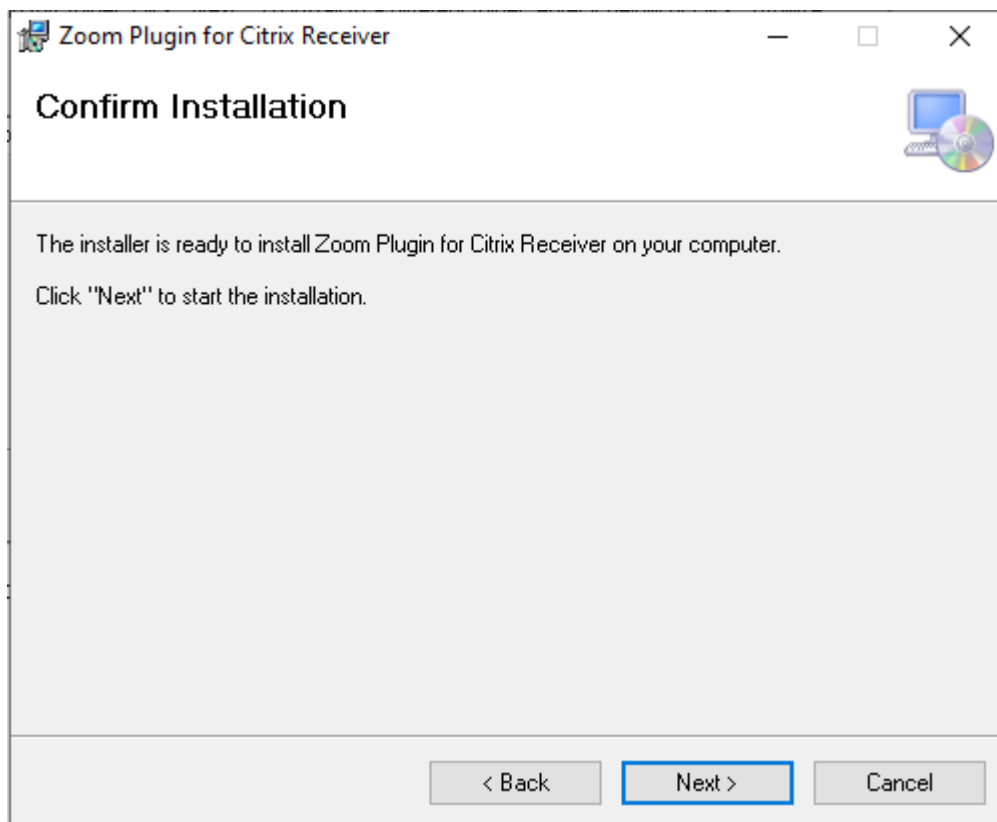 Zoom Plugin for Citrix Receiver
Confirm Installation
The installer is ready to install Zoom Plugin for Citrix Receiver on your computer.
Click "Next" to start the installation.
< Back
Next >
Cancel